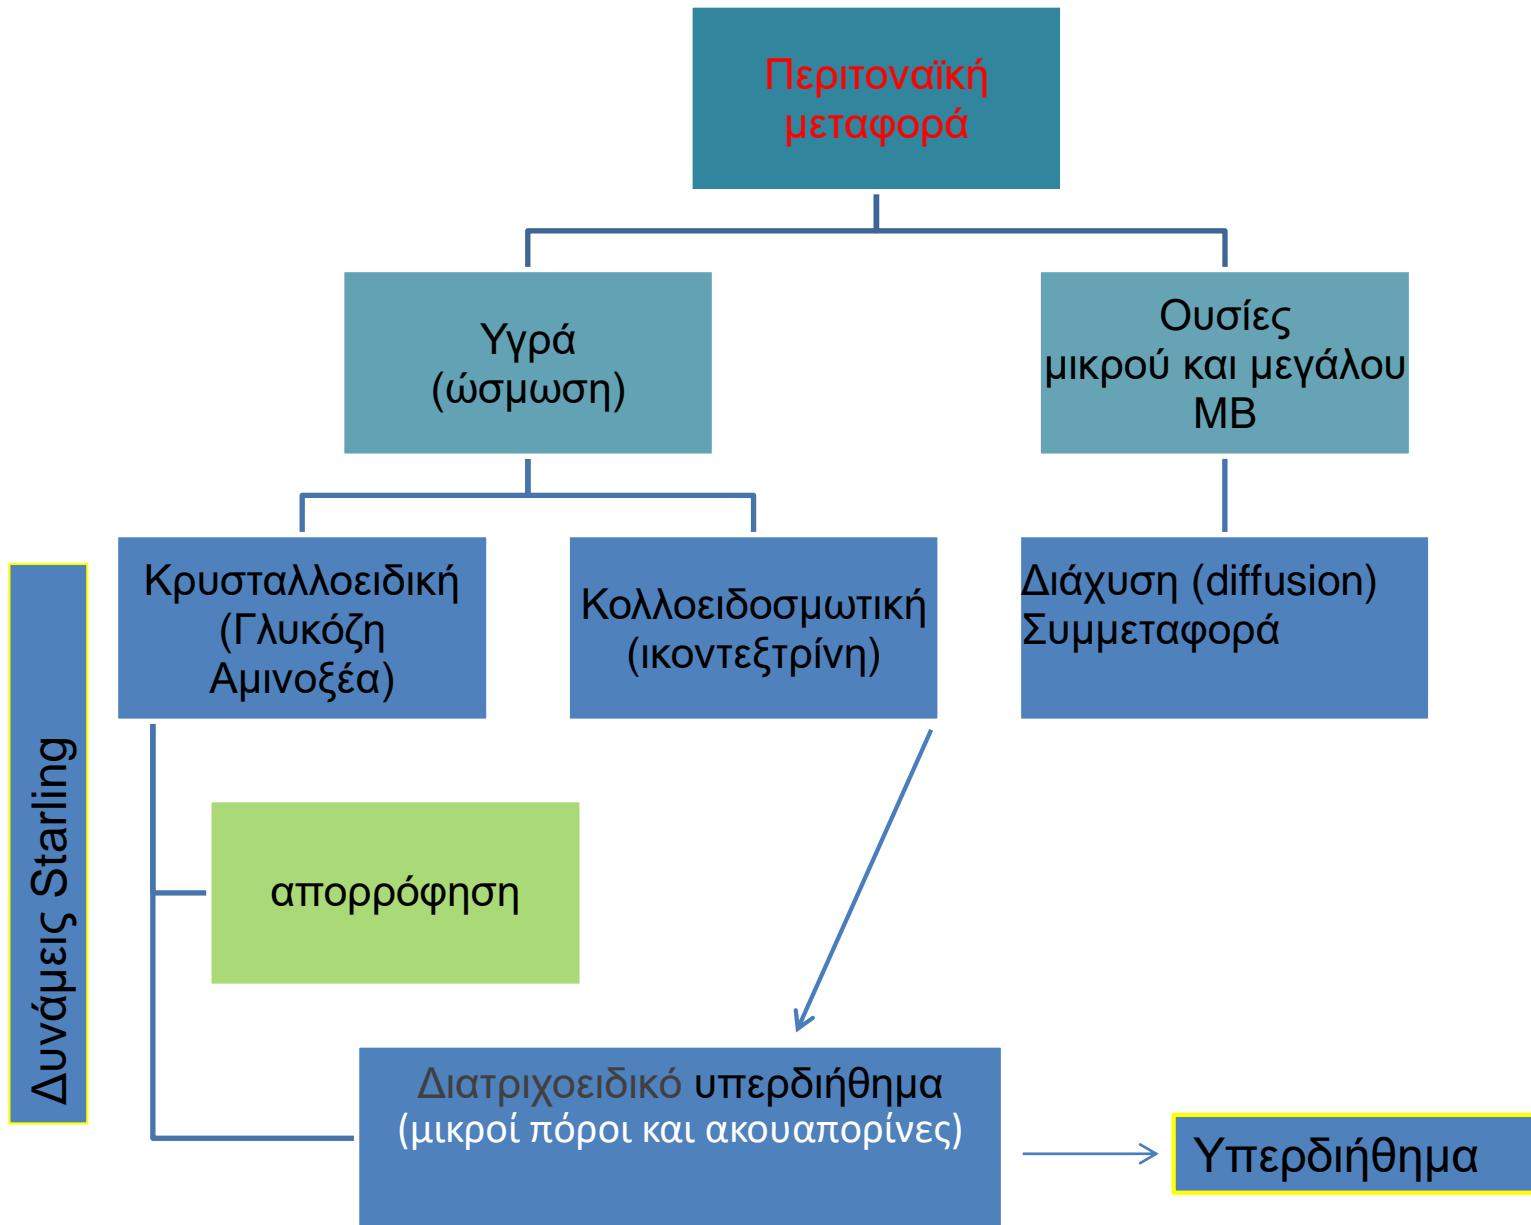 Περιτοναϊκή
μεταφορά
Υγρά
(ώσμωση)
Ουσίες
μικρού και μεγάλου
ΜΒ
Κρυσταλλοειδική
(Γλυκόζη
Αμινοξέα)
Κολλοειδοσμωτική
(ικοντεξτρίνη)
Διάχυση (diffusion)
Συμμεταφορά
Δυνάμεις Starling
απορρόφηση
Διατριχοειδικό υπερδιήθημα
(μικροί πόροι και ακουαπορίνες)
Υπερδιήθημα